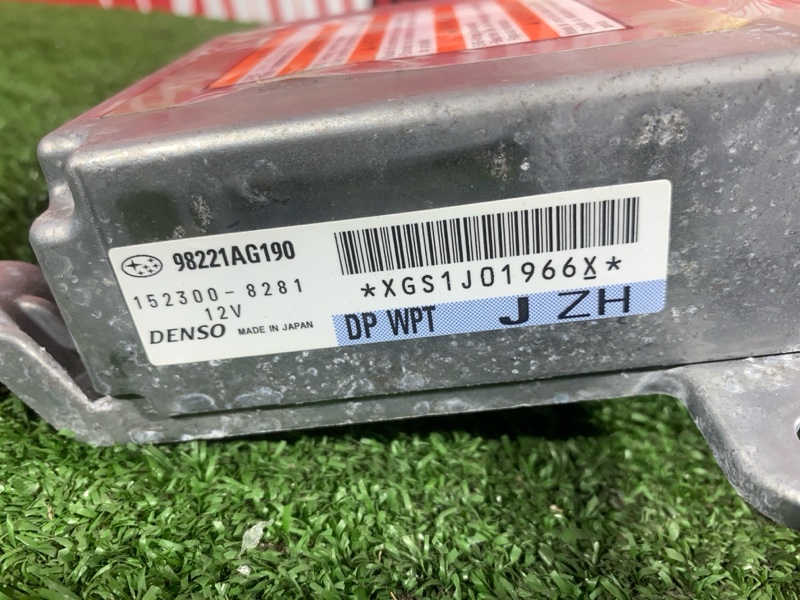 98221AG190
152300-8281
12V
DENSO MADE IN JAPAN
*XGS1J01966X*
DP WPT J ZH